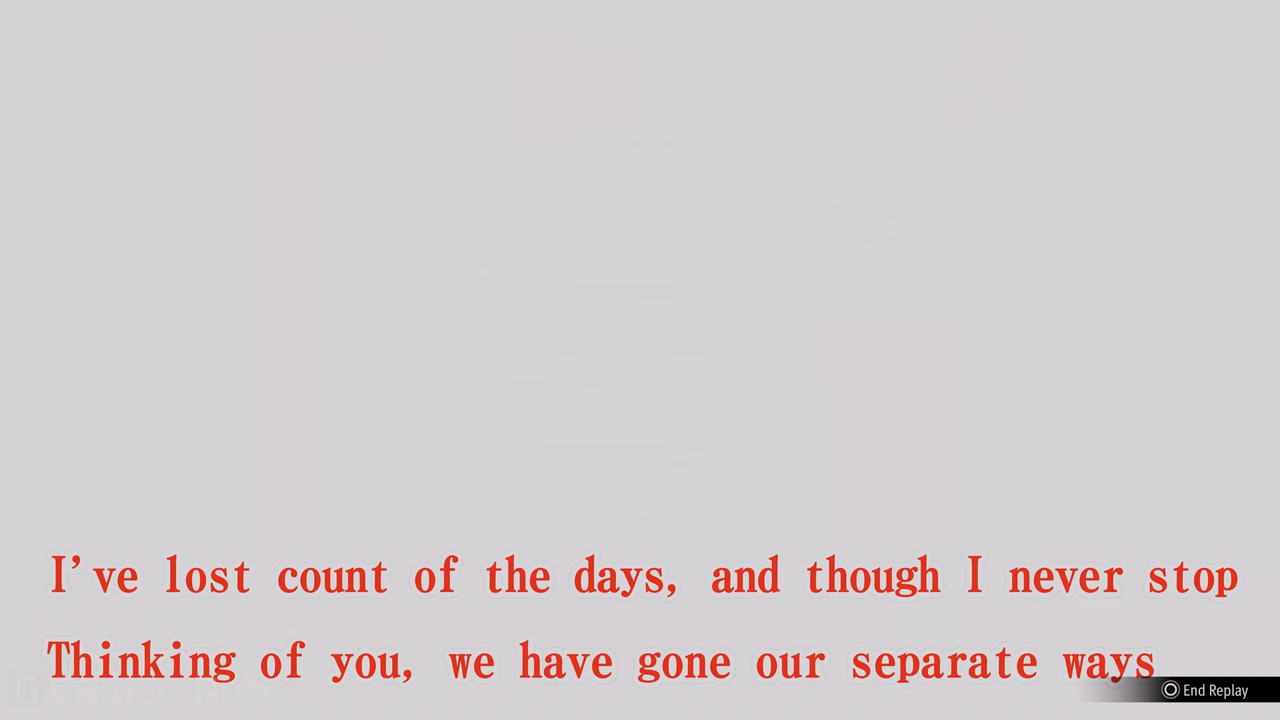 I've lost count of the days, and though I never stop
Thinking of you, we have gone our separate ways
End Replay